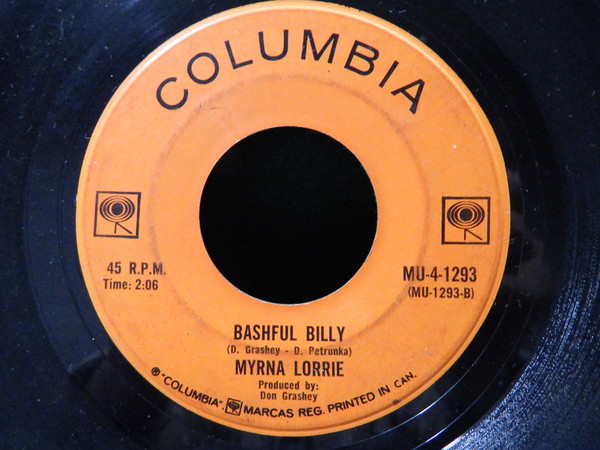 COLUMBIA
45 R.P.M.
Time: 2:06
MU-4-1293
(MU-1293-B)
BASHFUL BILLY
(D. Grashey - D. Petrunka)
MYRNA LORRIE
Produced by:
Don Grashey
® "COLUMBIA", MARCAS REG. PRINTED IN CAN.